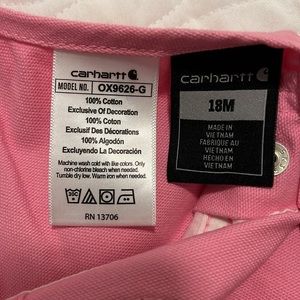 carhartt
MODEL NO. OX9626-G
100% Cotton
Exclusive Of Decoration
100% Coton
Exclusif Des Décorations
100% Algodón
Excluyendo La Decoración
Machine wash cold with like colors. Only
non-chlorine bleach when needed.
Tumble dry low. Warm iron when needed.
RN 13706
carhartt
18M
MADE IN
VIETNAM
FABRIQUÉ AU
VIETNAM
HECHO EN
VIETNAM